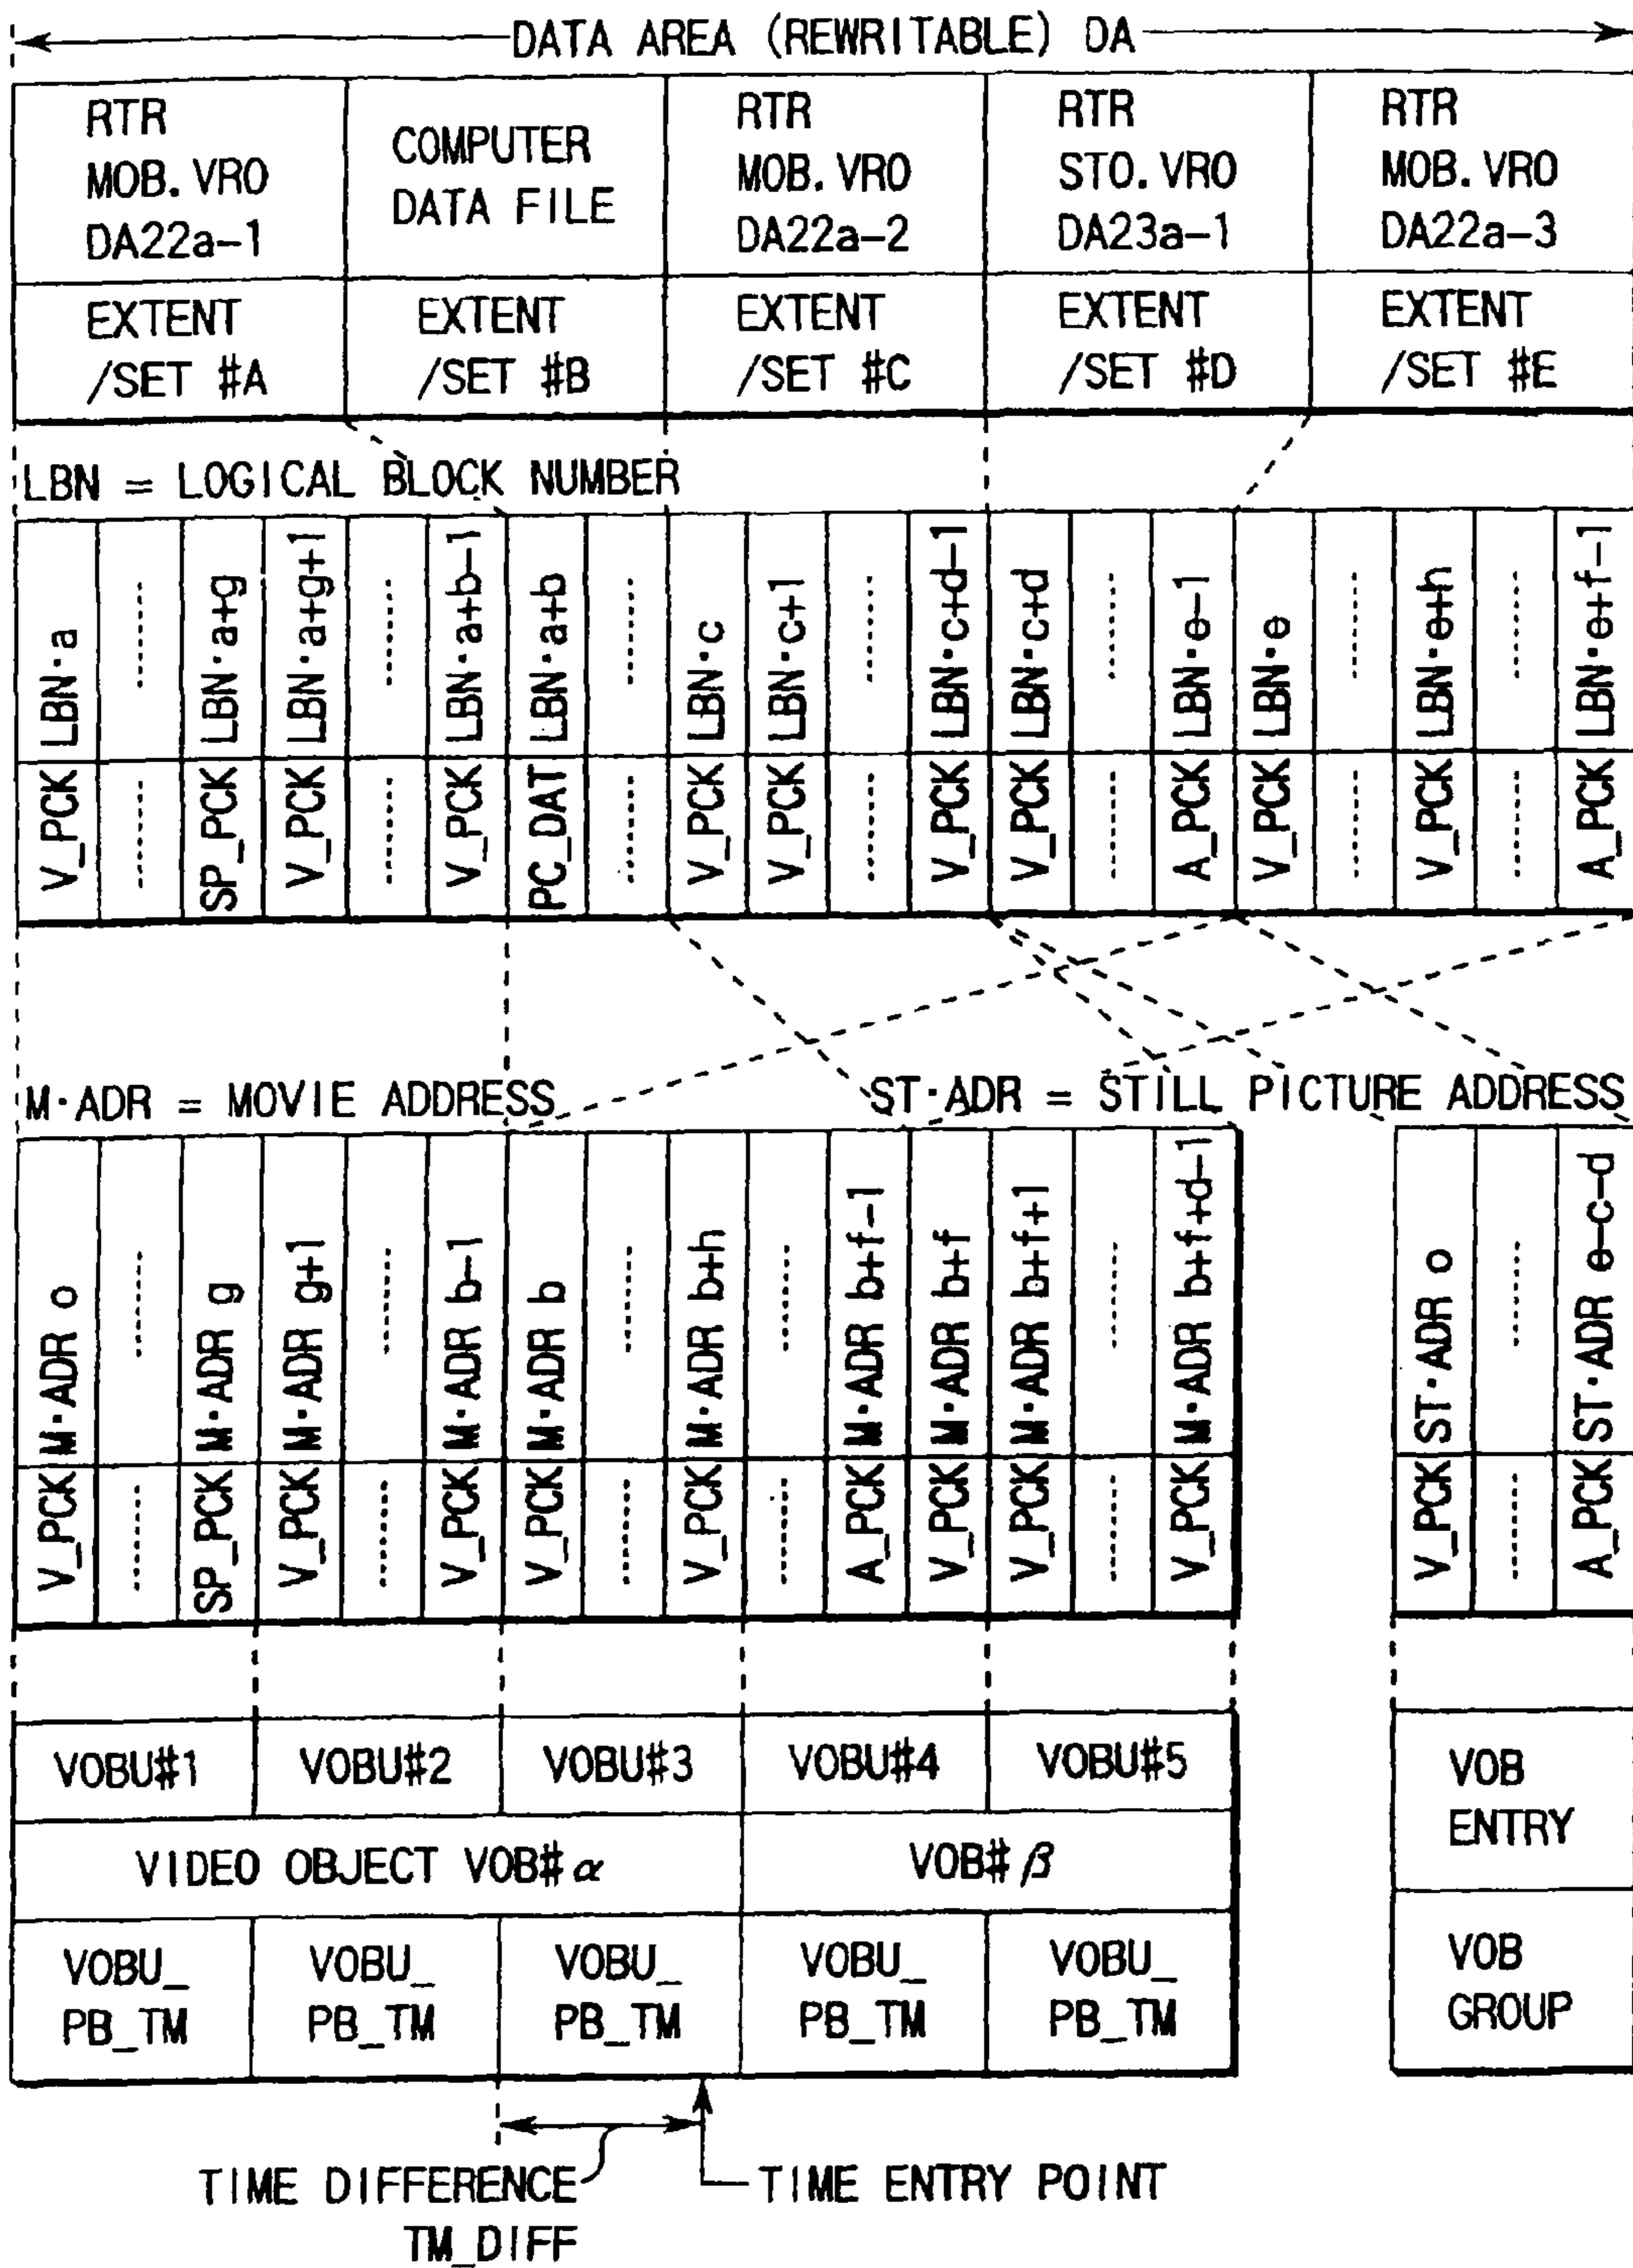 DATA AREA (REWRITABLE) DA
RTR
MOB.VRO
DA22a-1
COMPUTER
DATA FILE
RTR
MOB.VRO
DA22a-2
RTR
STO.VRO
DA23a-1
RTR
MOB.VRO
DA22a-3
EXTENT
/SET #A
EXTENT
/SET #B
EXTENT
/SET #C
EXTENT
/SET #D
EXTENT
/SET #E
LBN = LOGICAL BLOCK NUMBER
V_PCK LBN·a
SP_PCK LBN·a+g
V_PCK LBN·a+g+1
V_PCK LBN·a+b-1
PC_DAT LBN·a+b
V_PCK LBN·c
V_PCK LBN·c+1
V_PCK LBN·c+d-1
V_PCK LBN·c+d
A_PCK LBN·e-1
V_PCK LBN·e
V_PCK LBN·e+h
A_PCK LBN·e+f-1
M·ADR = MOVIE ADDRESS
ST·ADR = STILL PICTURE ADDRESS
V_PCK M·ADR o
SP_PCK M·ADR g
V_PCK M·ADR g+1
V_PCK M·ADR b-1
V_PCK M·ADR b
V_PCK M·ADR b+h
A_PCK M·ADR b+f-1
V_PCK M·ADR b+f
V_PCK M·ADR b+f+1
V_PCK M·ADR b+f+d-1
V_PCK ST·ADR o
A_PCK ST·ADR e-c-d
VOBU#1
VOBU#2
VOBU#3
VOBU#4
VOBU#5
VOB
ENTRY
VIDEO OBJECT VOB#α
VOB#β
VOBU_
PB_TM
VOBU_
PB_TM
VOBU_
PB_TM
VOBU_
PB_TM
VOBU_
PB_TM
VOB
GROUP
TIME DIFFERENCE
TM_DIFF
TIME ENTRY POINT